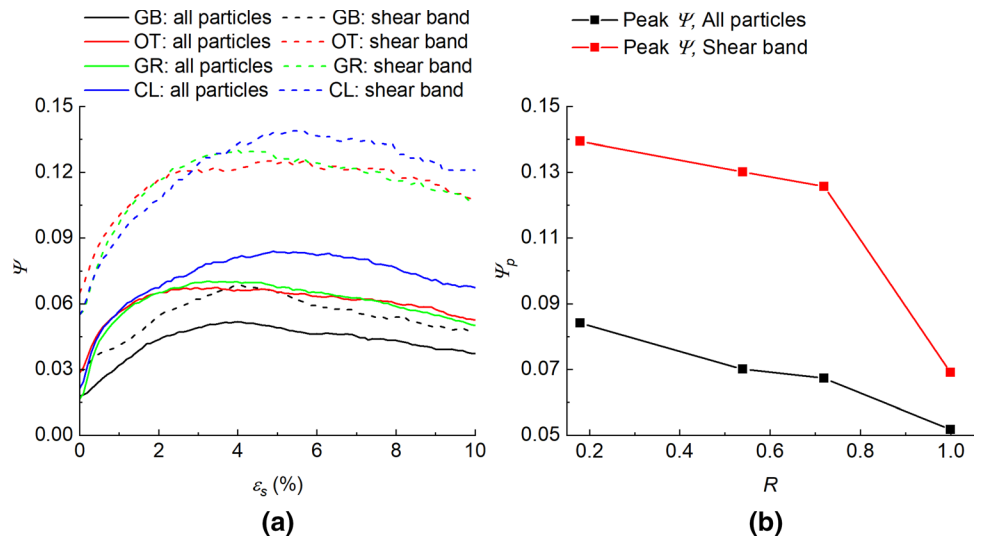 GB: all particles
GB: shear band
OT: all particles
OT: shear band
GR: all particles
GR: shear band
CL: all particles
CL: shear band
0.15
0.12
0.09
0.06
0.03
0.00
Ψ
0 2 4 6 8 10
εs (%)
(a)
Peak Ψ, All particles
Peak Ψ, Shear band
0.15
0.13
0.11
0.09
0.07
0.05
Ψp
0.2 0.4 0.6 0.8 1.0
R
(b)